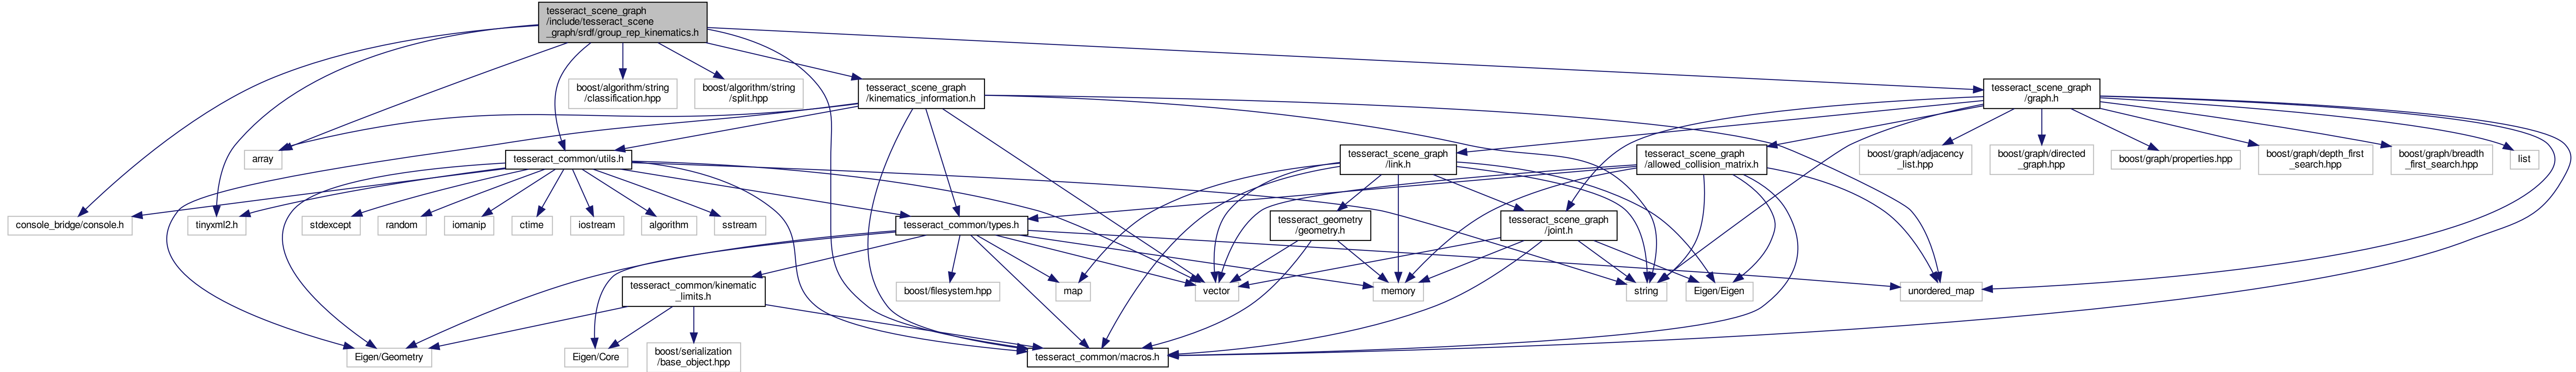 tesseract_scene_graph
/include/tesseract_scene
_graph/srdf/group_rep_kinematics.h
boost/algorithm/string
/classification.hpp
boost/algorithm/string
/split.hpp
tesseract_scene_graph
/kinematics_information.h
tesseract_scene_graph
/graph.h
array
tesseract_common/utils.h
tesseract_scene_graph
/link.h
tesseract_scene_graph
/allowed_collision_matrix.h
boost/graph/adjacency
_list.hpp
boost/graph/directed
_graph.hpp
boost/graph/properties.hpp
boost/graph/depth_first
_search.hpp
boost/graph/breadth
_first_search.hpp
list
console_bridge/console.h
tinyxml2.h
stdexcept
random
iomanip
ctime
iostream
algorithm
sstream
tesseract_common/types.h
tesseract_geometry
/geometry.h
tesseract_scene_graph
/joint.h
tesseract_common/kinematic
_limits.h
boost/filesystem.hpp
map
vector
memory
string
Eigen/Eigen
unordered_map
Eigen/Geometry
Eigen/Core
boost/serialization
/base_object.hpp
tesseract_common/macros.h